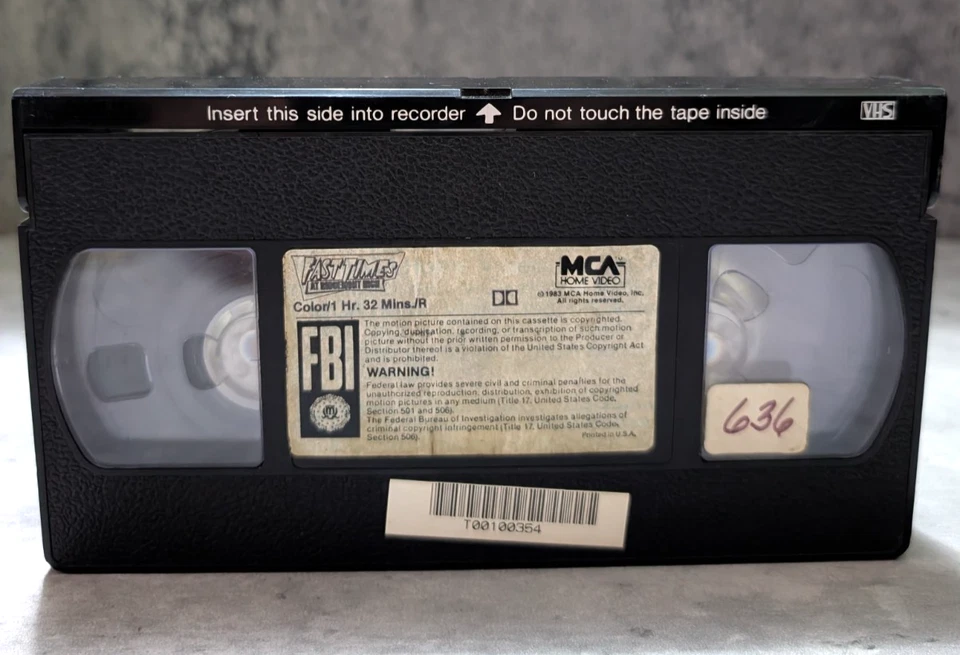 Insert this side into recorder Do not touch the tape inside
VHS
FAST TIMES
AT RIDGEMONT HIGH
Color/1 Hr. 32 Mins./R
MCA
HOME VIDEO
TM
©1983 MCA Home Video, Inc.
All rights reserved.
FBI
The motion picture contained on this cassette is copyrighted.
Copying, duplication, recording, or transcription of such motion
picture without the prior written permission to the Producer or
Distributor thereof is a violation of the United States Copyright Act
and is prohibited.
WARNING!
Federal law provides severe civil and criminal penalties for the
unauthorized reproduction, distribution, exhibition of copyrighted
motion pictures in any medium (Title 17, United States Code,
Section 501 and 506).
The Federal Bureau of Investigation investigates allegations of
criminal copyright infringement (Title 17, United States Code,
Section 506).
Printed in U.S.A.
636
T00100354